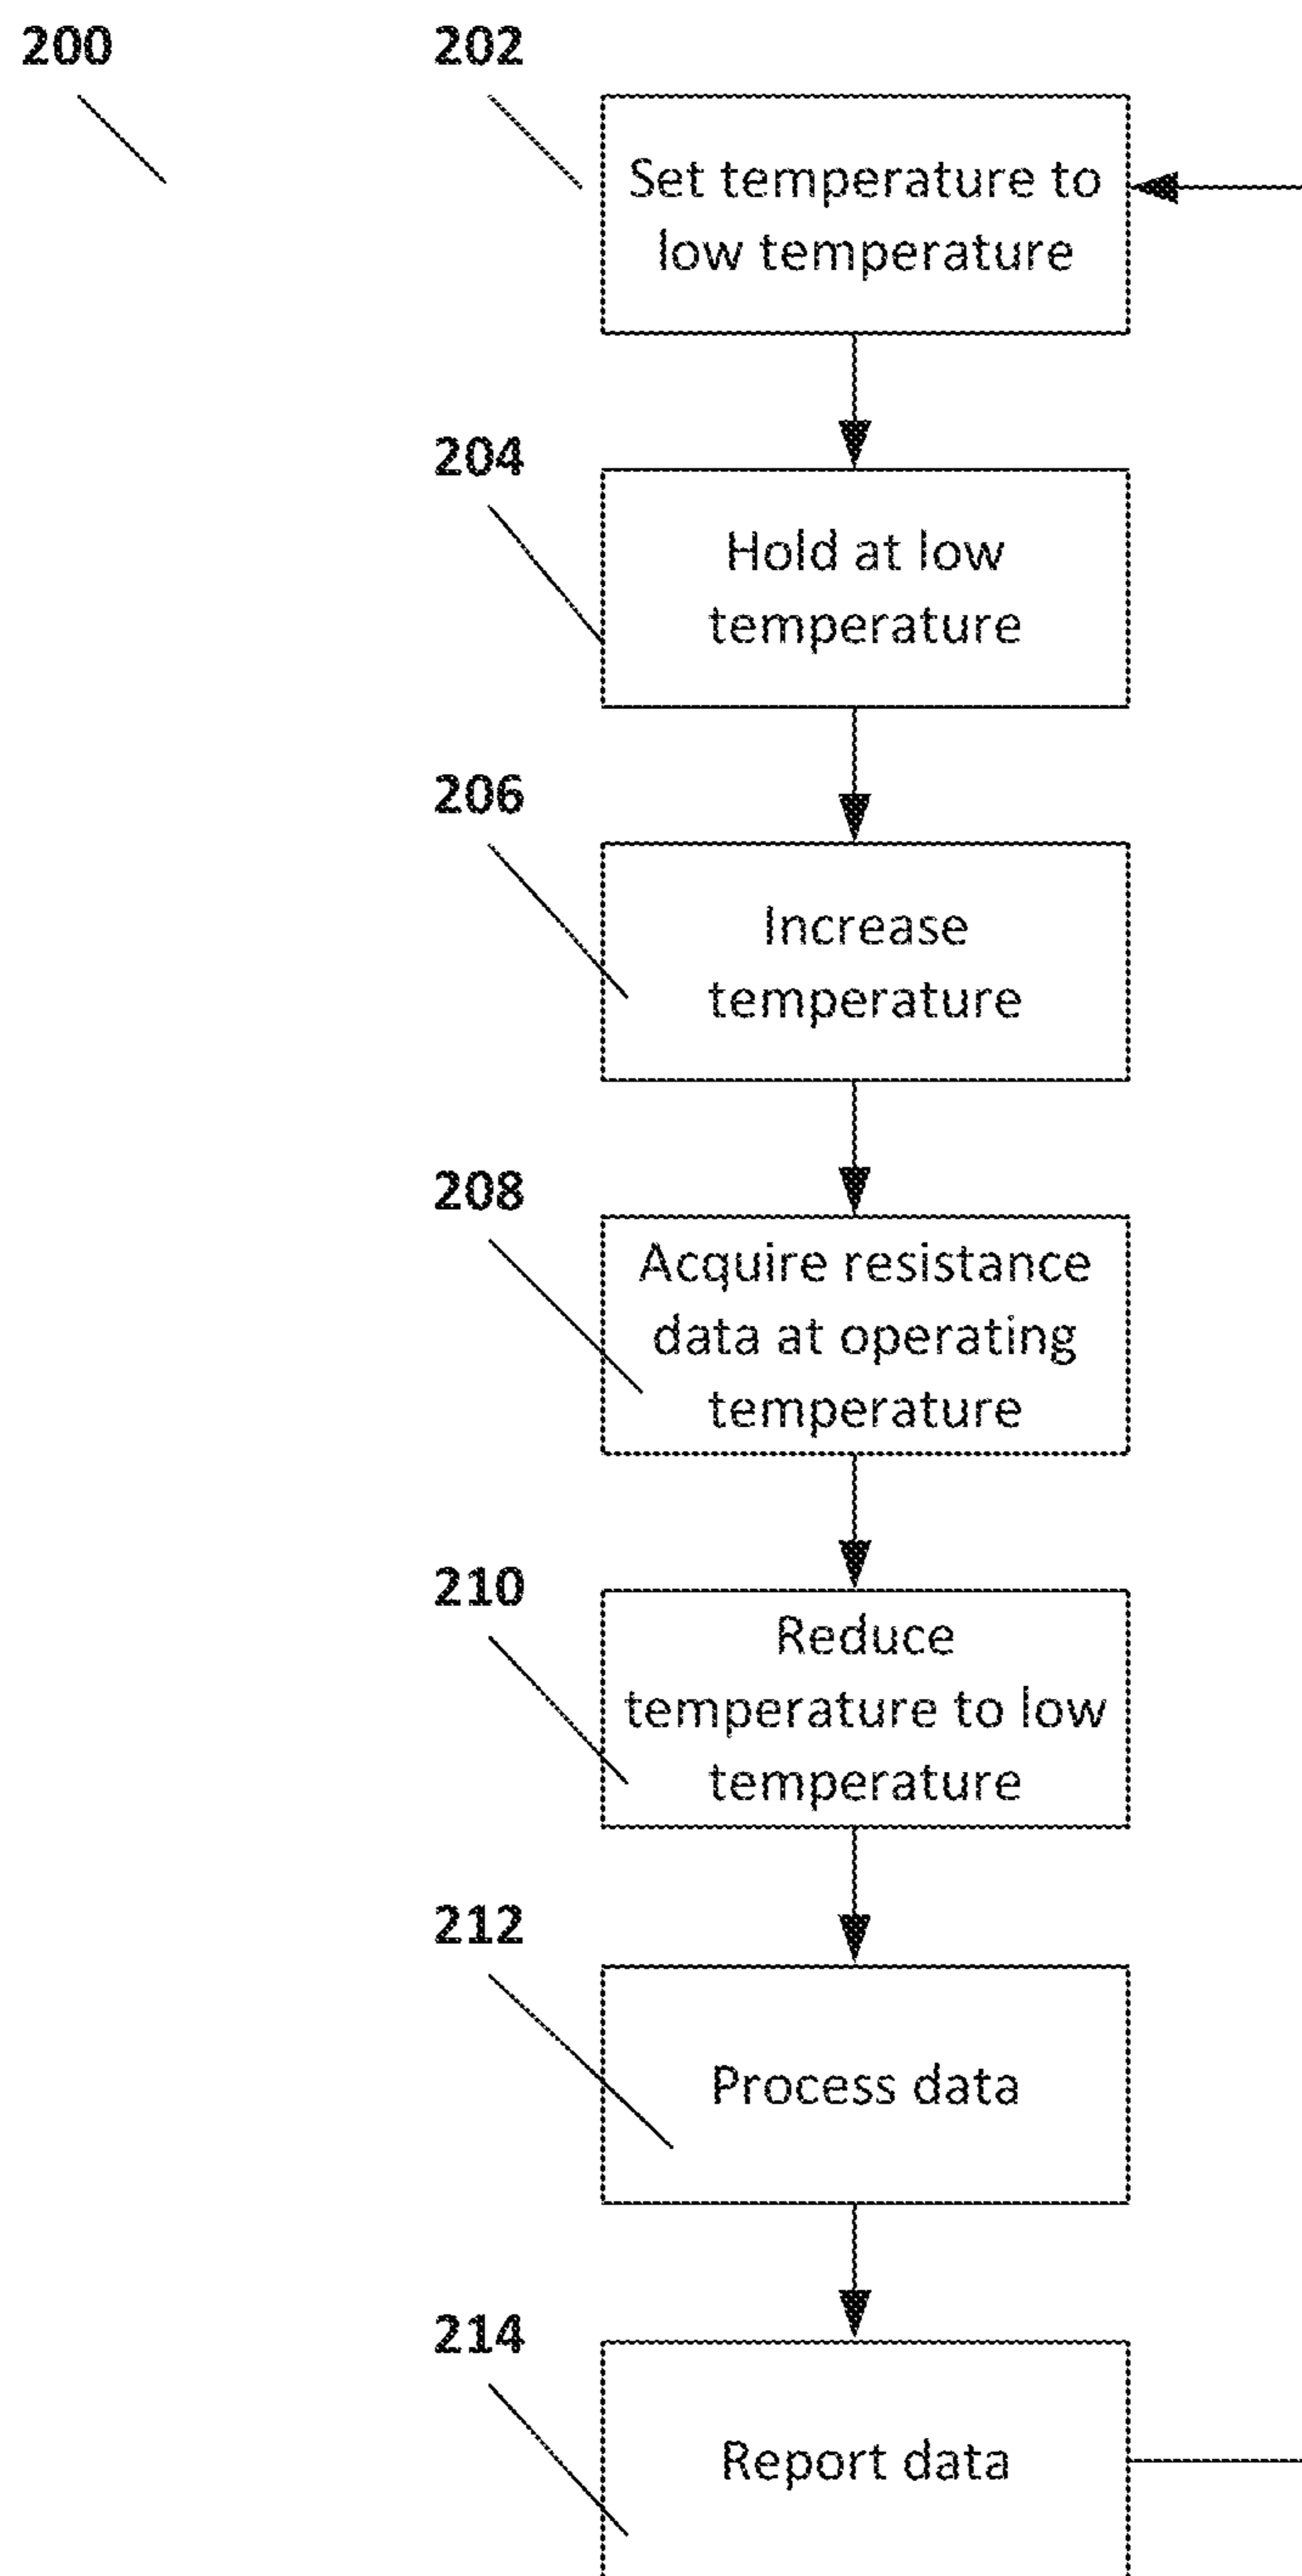 200
202
Set temperature to
low temperature
204
Hold at low
temperature
206
Increase
temperature
208
Acquire resistance
data at operating
temperature
210
Reduce
temperature to low
temperature
212
Process data
214
Report data